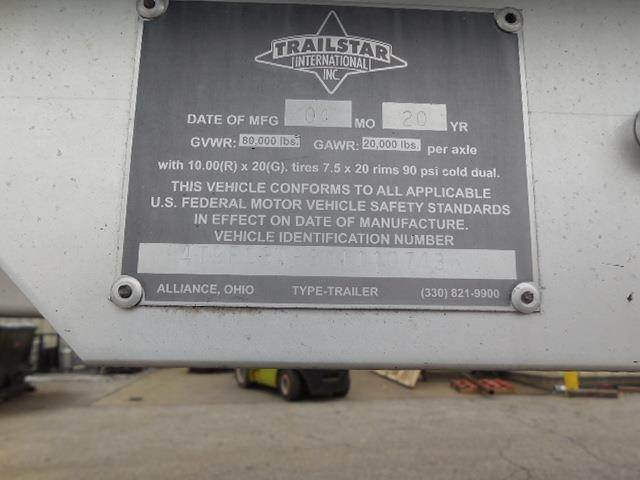 TRAILSTAR
INTERNATIONAL
INC.
DATE OF MFG 04 MO 20 YR
GVWR: 80,000 lbs. GAWR: 20,000 lbs. per axle
with 10.00(R) x 20(G). tires 7.5 x 20 rims 90 psi cold dual.
THIS VEHICLE CONFORMS TO ALL APPLICABLE
U.S. FEDERAL MOTOR VEHICLE SAFETY STANDARDS
IN EFFECT ON DATE OF MANUFACTURE.
VEHICLE IDENTIFICATION NUMBER
ALLIANCE, OHIO TYPE-TRAILER (330) 821-9900